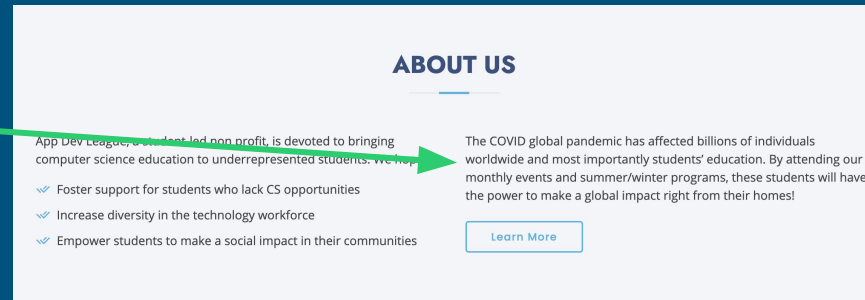 ABOUT US
App Dev League, a student-led non profit, is devoted to bringing
computer science education to underrepresented students. We hop
Foster support for students who lack CS opportunities
Increase diversity in the technology workforce
Empower students to make a social impact in their communities
The COVID global pandemic has affected billions of individuals
worldwide and most importantly students’ education. By attending our
monthly events and summer/winter programs, these students will have
the power to make a global impact right from their homes!
Learn More